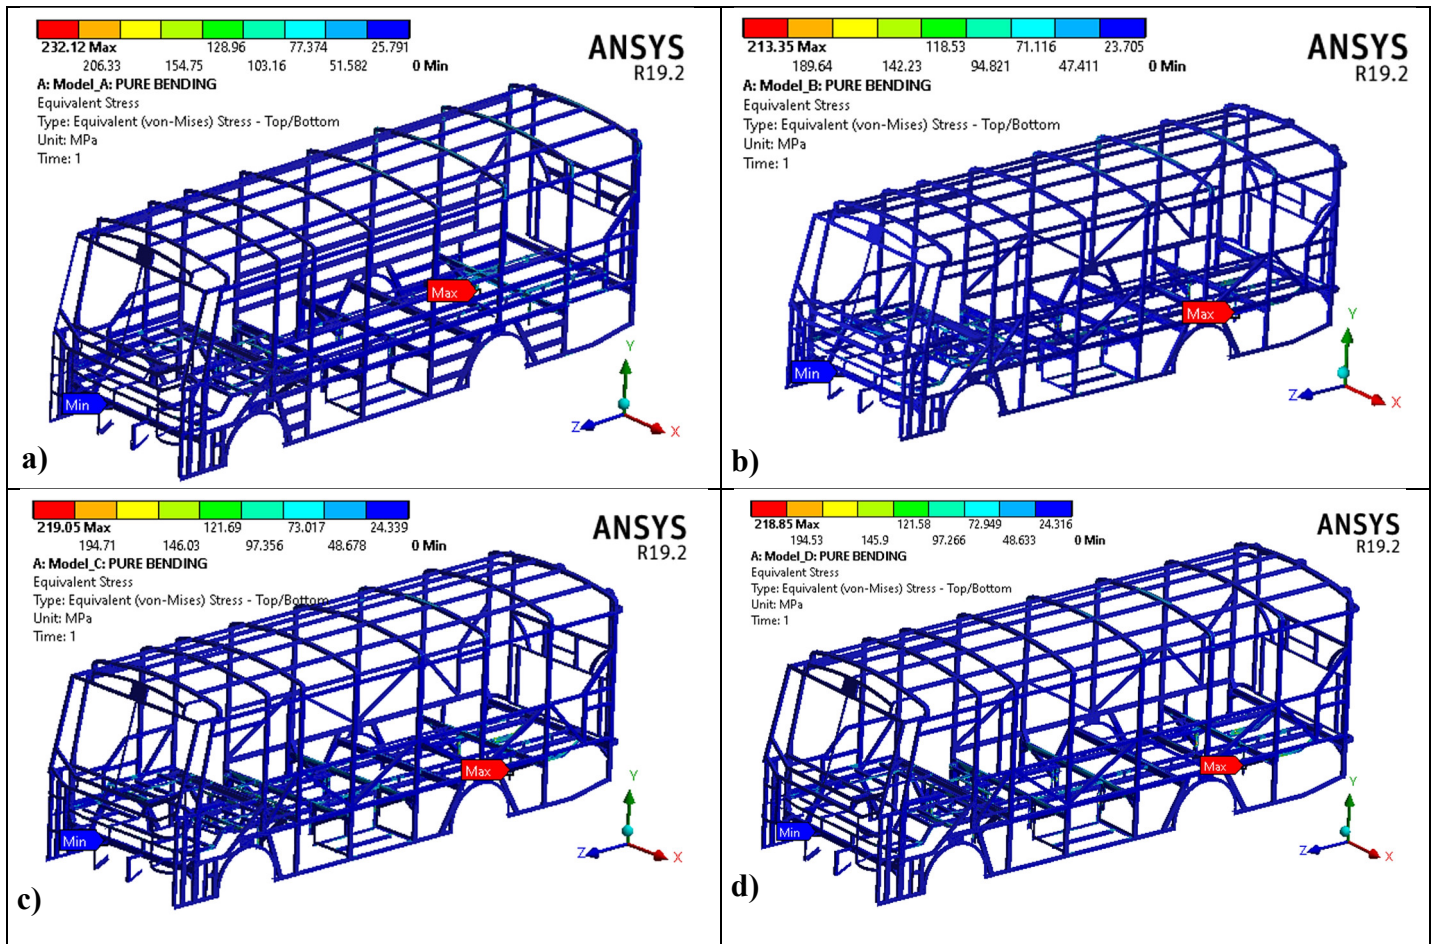 232.12 Max 128.96 77.374 25.791
206.33 154.75 103.16 51.582 0 Min
ANSYS
R19.2
A: Model_A: PURE BENDING
Equivalent Stress
Type: Equivalent (von-Mises) Stress - Top/Bottom
Unit: MPa
Time: 1
Max
Min
Y
Z
X
a)
213.35 Max 118.53 71.116 23.705
189.64 142.23 94.821 47.411 0 Min
ANSYS
R19.2
A: Model_B: PURE BENDING
Equivalent Stress
Type: Equivalent (von-Mises) Stress - Top/Bottom
Unit: MPa
Time: 1
Max
Min
Y
Z
X
b)
219.05 Max 121.69 73.017 24.339
194.71 146.03 97.356 48.678 0 Min
ANSYS
R19.2
A: Model_C: PURE BENDING
Equivalent Stress
Type: Equivalent (von-Mises) Stress - Top/Bottom
Unit: MPa
Time: 1
Max
Min
Y
Z
X
c)
218.85 Max 121.58 72.949 24.316
194.53 145.9 97.266 48.633 0 Min
ANSYS
R19.2
A: Model_D: PURE BENDING
Equivalent Stress
Type: Equivalent (von-Mises) Stress - Top/Bottom
Unit: MPa
Time: 1
Max
Min
Y
Z
X
d)